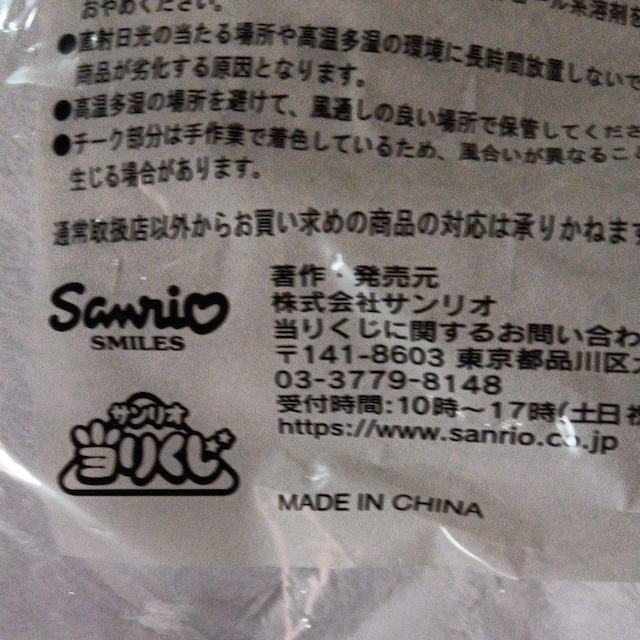 おやめください。
●直射日光の当たる場所や高温多湿の環境に長時間放置しないで
商品が劣化する原因となります。
●高温多湿の場所を避けて、風通しの良い場所で保管してくださ
●チーク部分は手作業で着色しているため、風合いが異なること
生じる場合があります。
通常取扱店以外からお買い求めの商品の対応は承りかねます
Sanrio
SMILES
サンリオ
当りくじ
著作・発売元
株式会社サンリオ
当りくじに関するお問い合わ
〒141-8603 東京都品川区
03-3779-8148
受付時間:10時〜17時(土日祝
https://www.sanrio.co.jp
MADE IN CHINA